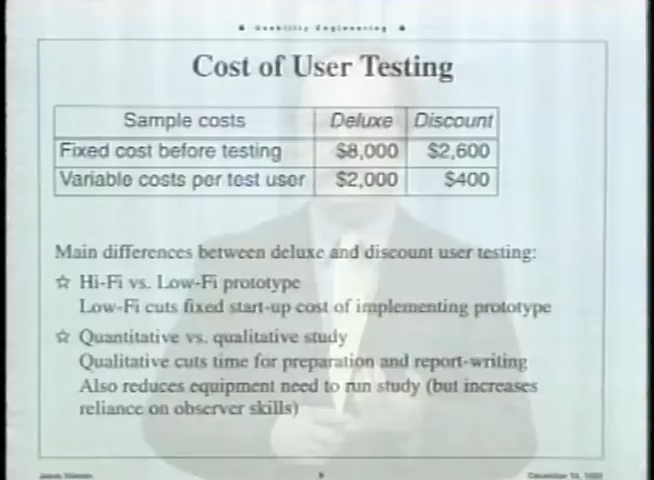 Usability Engineering
Cost of User Testing
Sample costs Deluxe Discount
Fixed cost before testing $8,000 $2,600
Variable costs per test user $2,000 $400
Main differences between deluxe and discount user testing:
☆ Hi-Fi vs. Low-Fi prototype
Low-Fi cuts fixed start-up cost of implementing prototype
☆ Quantitative vs. qualitative study
Qualitative cuts time for preparation and report-writing
Also reduces equipment need to run study (but increases
reliance on observer skills)